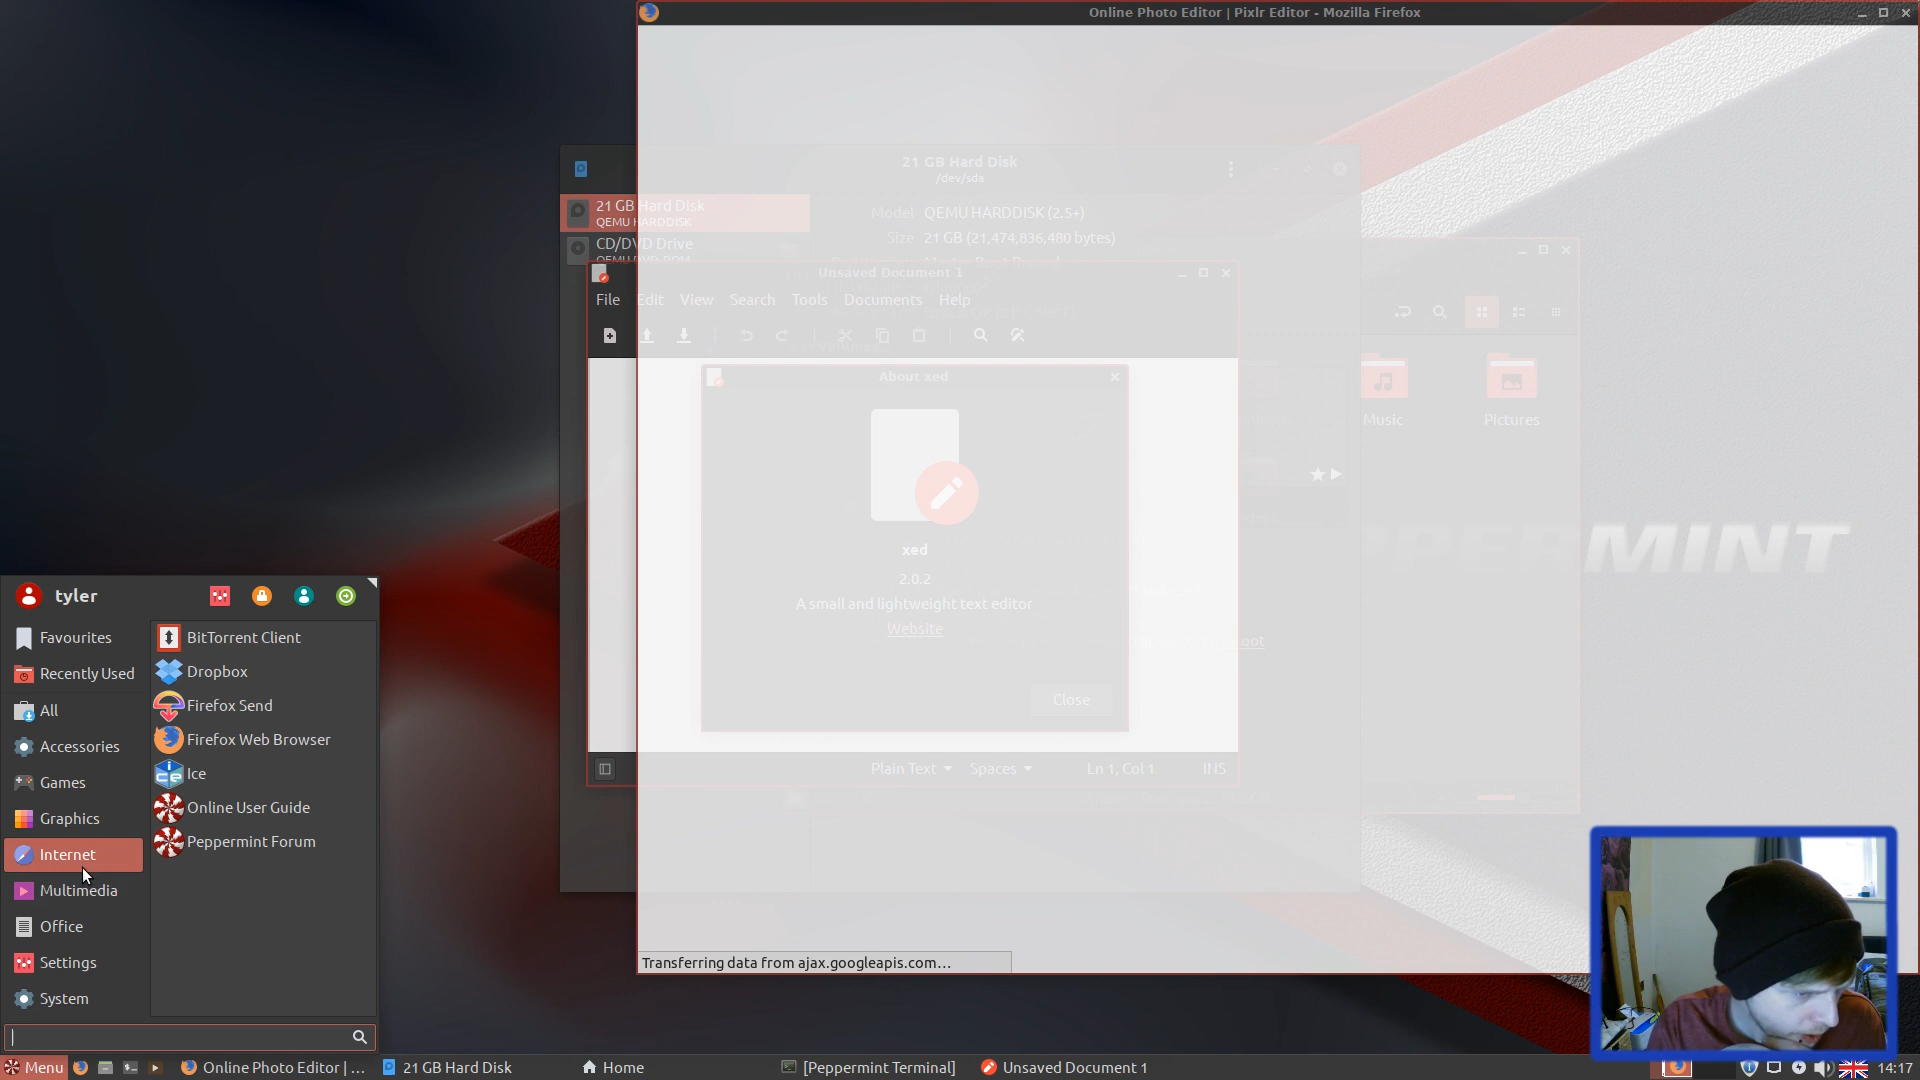 Online Photo Editor | Pixlr Editor - Mozilla Firefox
21 GB Hard Disk
/dev/sda
21 GB Hard Disk
QEMU HARDDISK
CD/DVD Drive
QEMU DVD-ROM
Model QEMU HARDDISK (2.5+)
Size 21 GB (21,474,836,480 bytes)
Unsaved Document 1
File Edit View Search Tools Documents Help
About xed
xed
2.0.2
A small and lightweight text editor
Website
Close
Plain Text Spaces Ln 1, Col 1 INS
Music
Pictures
PPERMINT
Transferring data from ajax.googleapis.com…
tyler
Favourites
Recently Used
All
Accessories
Games
Graphics
Internet
Multimedia
Office
Settings
System
BitTorrent Client
Dropbox
Firefox Send
Firefox Web Browser
Ice
Online User Guide
Peppermint Forum
Menu
Online Photo Editor | ...
21 GB Hard Disk
Home
[Peppermint Terminal]
Unsaved Document 1
14:17